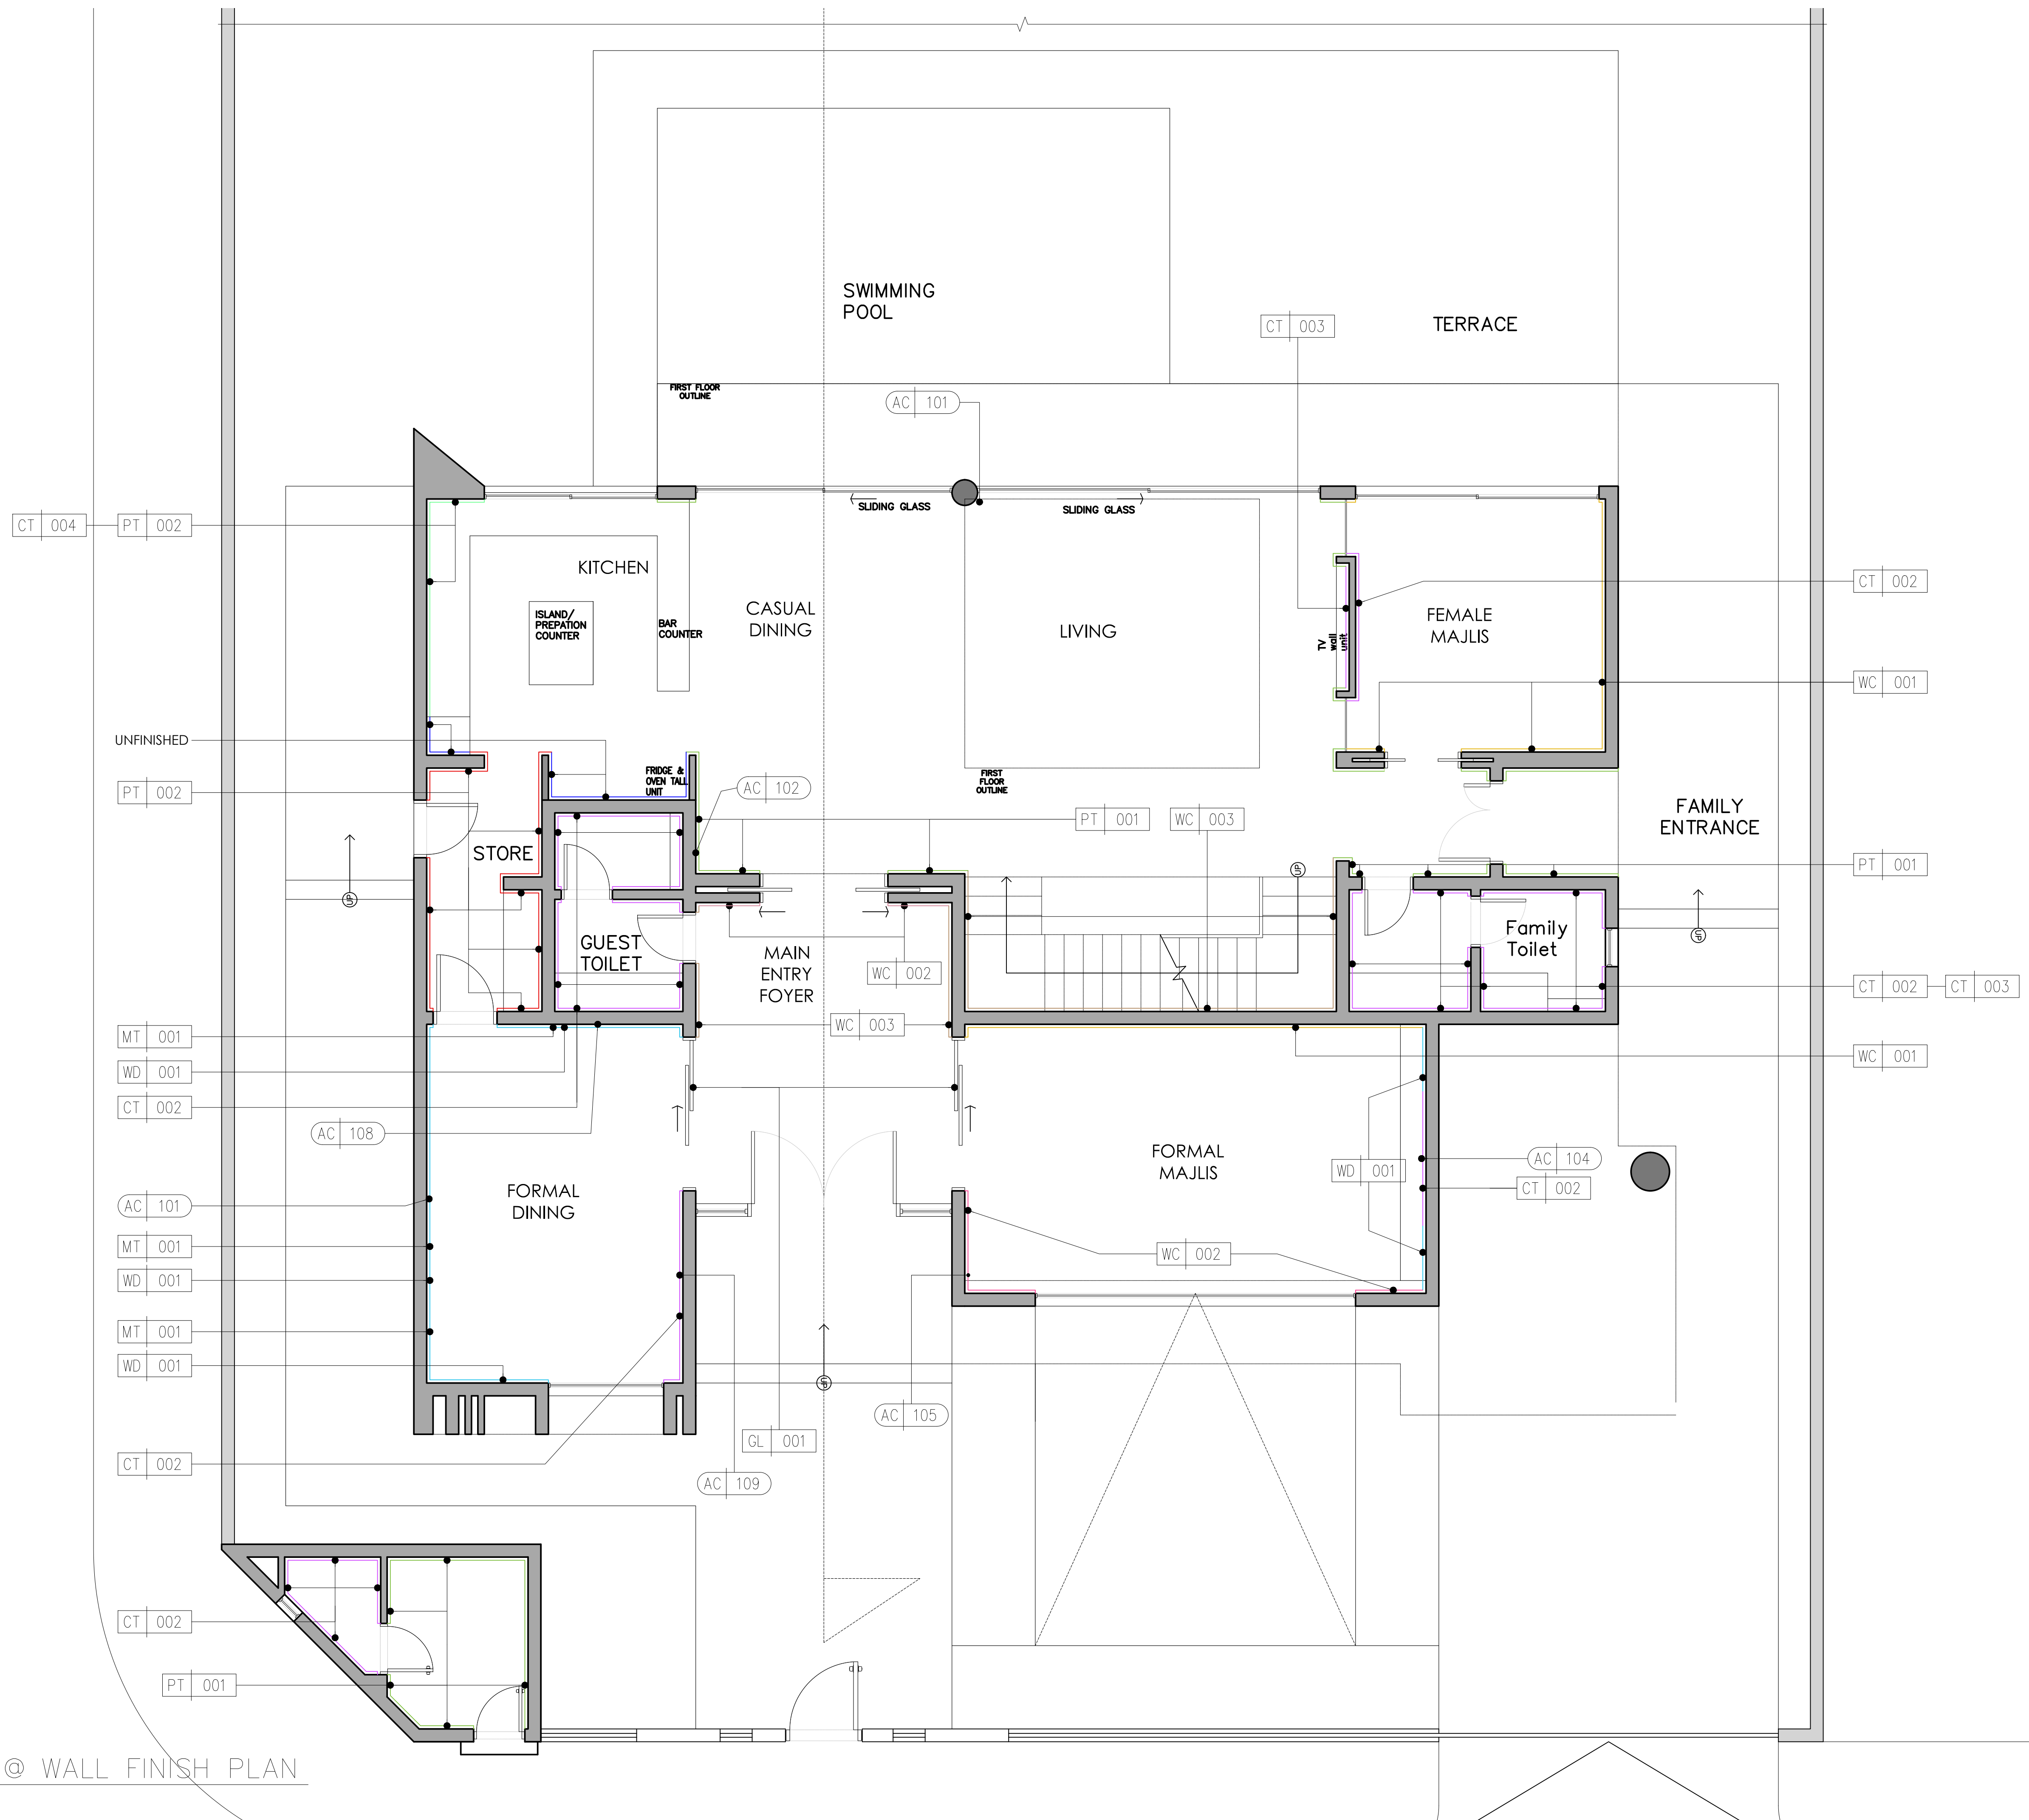 SWIMMING
POOL
CT 003
TERRACE
FIRST FLOOR
OUTLINE
AC 101
SLIDING GLASS
SLIDING GLASS
CT 004
PT 002
KITCHEN
CT 002
ISLAND/
PREPATION
COUNTER
BAR
COUNTER
CASUAL
DINING
LIVING
TV
wall
unit
FEMALE
MAJLIS
WC 001
UNFINISHED
FRIDGE &
OVEN TALL
UNIT
FIRST
FLOOR
OUTLINE
PT 002
AC 102
PT 001
WC 003
FAMILY
ENTRANCE
STORE
PT 001
UP
UP
UP
GUEST
TOILET
MAIN
ENTRY
FOYER
WC 002
Family
Toilet
CT 002
CT 003
WC 003
MT 001
WC 001
WD 001
CT 002
AC 108
FORMAL
MAJLIS
WD 001
AC 104
CT 002
FORMAL
DINING
AC 101
MT 001
WC 002
WD 001
MT 001
WD 001
UP
AC 105
GL 001
CT 002
AC 109
CT 002
PT 001
@ WALL FINISH PLAN